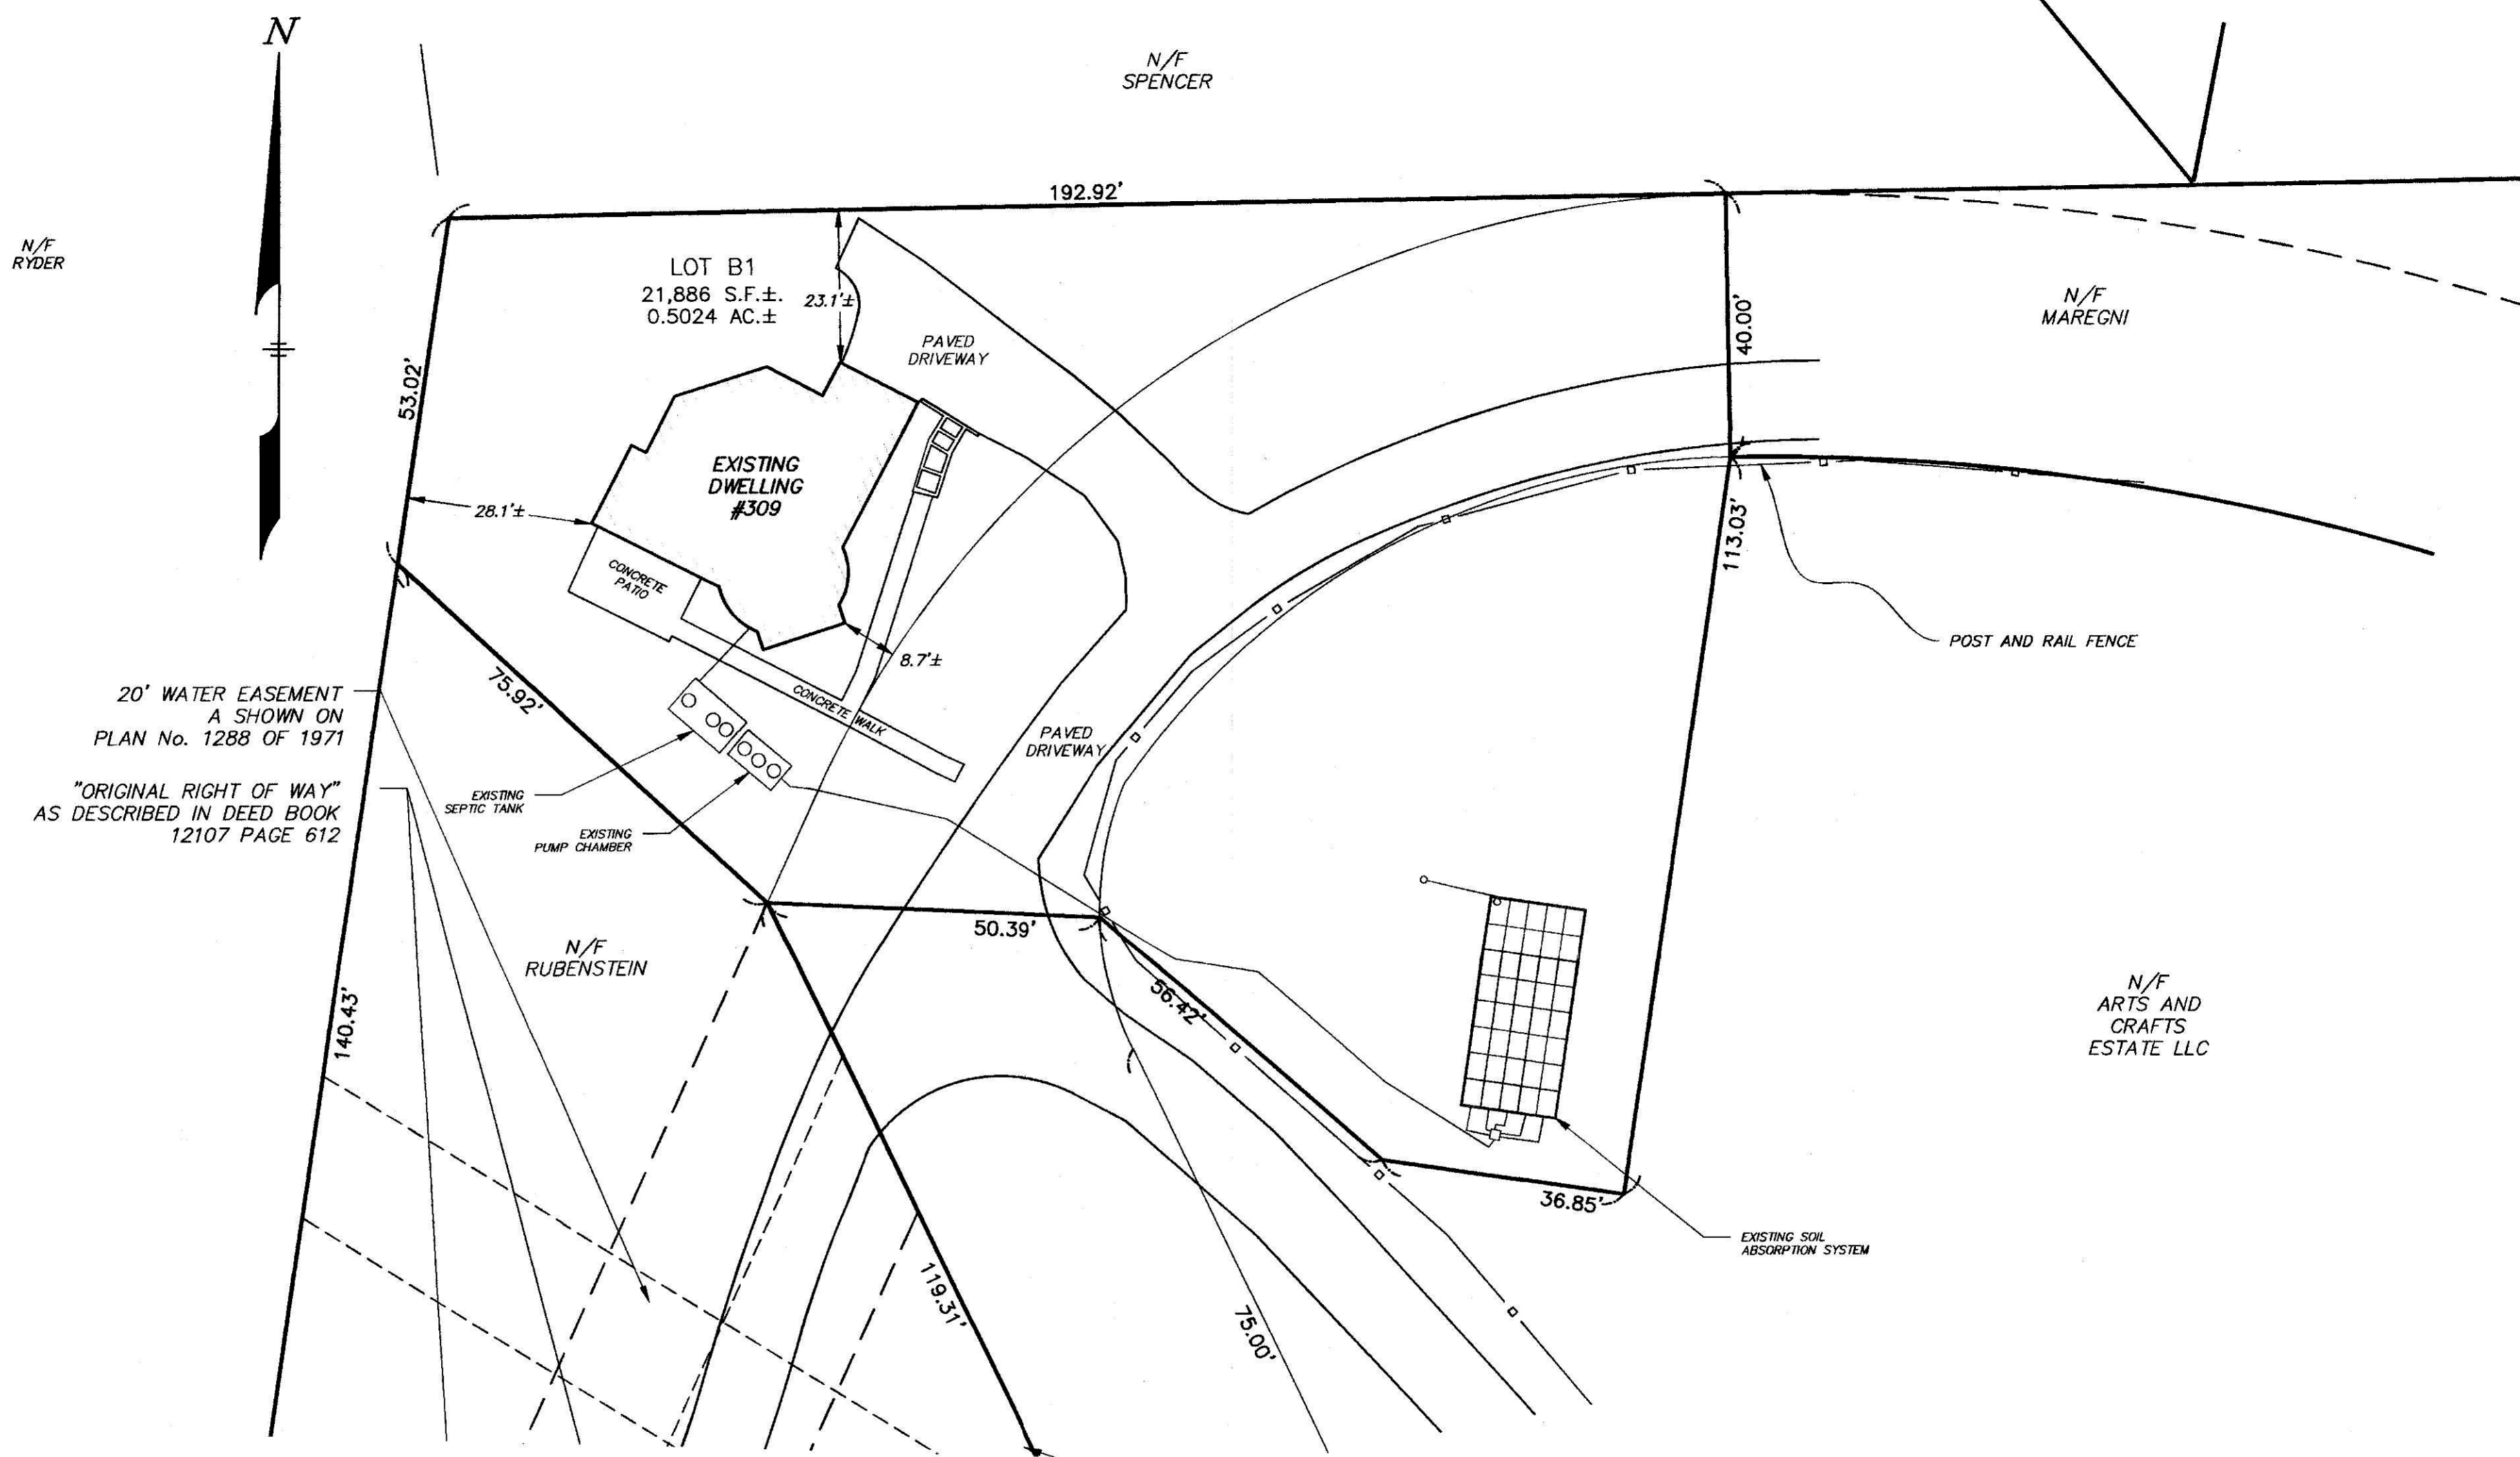 N
N/F
SPENCER
192.92'
N/F
RYDER
LOT B1
21,886 S.F.±.
0.5024 AC.±
23.1'±
PAVED
DRIVEWAY
N/F
MAREGNI
40.00'
53.02'
EXISTING
DWELLING
#309
28.1'±
113.03'
CONCRETE
PATIO
POST AND RAIL FENCE
8.7'±
75.92'
CONCRETE WALK
20' WATER EASEMENT
A SHOWN ON
PLAN No. 1288 OF 1971
PAVED
DRIVEWAY
"ORIGINAL RIGHT OF WAY"
AS DESCRIBED IN DEED BOOK
12107 PAGE 612
EXISTING
SEPTIC TANK
EXISTING
PUMP CHAMBER
50.39'
N/F
RUBENSTEIN
56.42'
N/F
ARTS AND
CRAFTS
ESTATE LLC
140.43'
36.85'
EXISTING SOIL
ABSORPTION SYSTEM
119.31'
75.00'